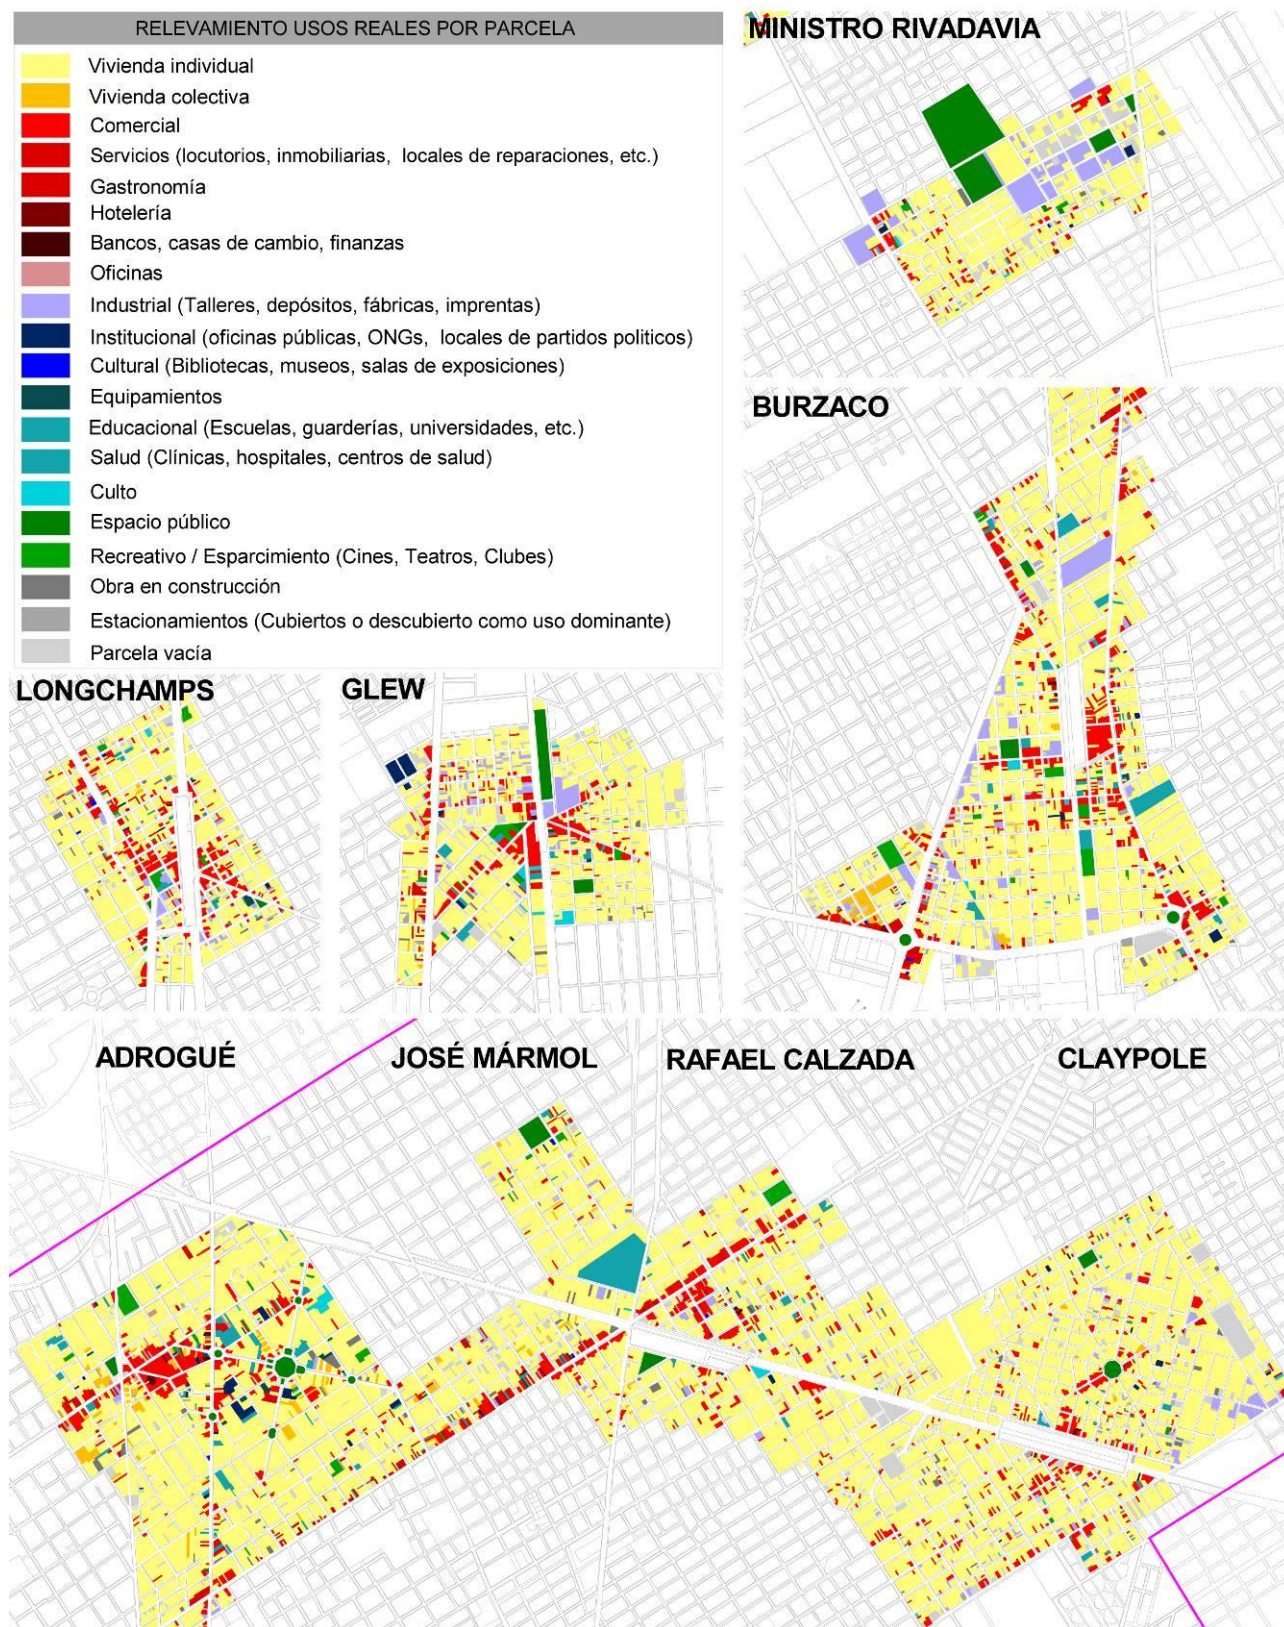 RELEVAMIENTO USOS REALES POR PARCELA
Vivienda individual
Vivienda colectiva
Comercial
Servicios (locutorios, inmobiliarias, locales de reparaciones, etc.)
Gastronomía
Hotelería
Bancos, casas de cambio, finanzas
Oficinas
Industrial (Talleres, depósitos, fábricas, imprentas)
Institucional (oficinas públicas, ONGs, locales de partidos politicos)
Cultural (Bibliotecas, museos, salas de exposiciones)
Equipamientos
Educacional (Escuelas, guarderías, universidades, etc.)
Salud (Clínicas, hospitales, centros de salud)
Culto
Espacio público
Recreativo / Esparcimiento (Cines, Teatros, Clubes)
Obra en construcción
Estacionamientos (Cubiertos o descubierto como uso dominante)
Parcela vacía
MINISTRO RIVADAVIA
BURZACO
LONGCHAMPS
GLEW
ADROGUÉ
JOSÉ MÁRMOL
RAFAEL CALZADA
CLAYPOLE